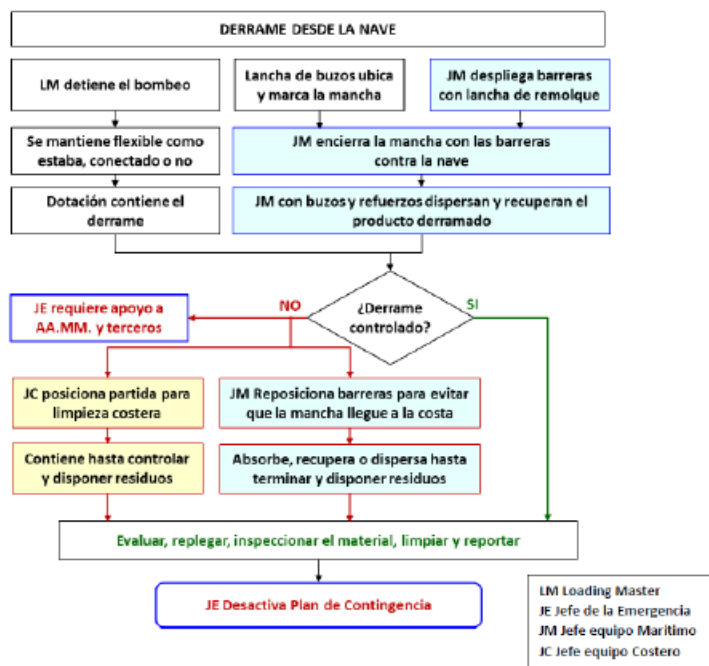 DERRAME DESDE LA NAVE
LM detiene el bombeo
Lancha de buzos ubica
y marca la mancha
JM despliega barreras
con lancha de remolque
Se mantiene flexible como
estaba, conectado o no
JM encierra la mancha con las barreras
contra la nave
Dotación contiene el
derrame
JM con buzos y refuerzos dispersan y recuperan el
producto derramado
JE requiere apoyo a
AA.MM. y terceros
NO
¿Derrame
controlado?
SI
JC posiciona partida para
limpieza costera
JM Reposiciona barreras para evitar
que la mancha llegue a la costa
Contiene hasta controlar
y disponer residuos
Absorbe, recupera o dispersa hasta
terminar y disponer residuos
Evaluar, replegar, inspeccionar el material, limpiar y reportar
JE Desactiva Plan de Contingencia
LM Loading Master
JE Jefe de la Emergencia
JM Jefe equipo Marítimo
JC Jefe equipo Costero